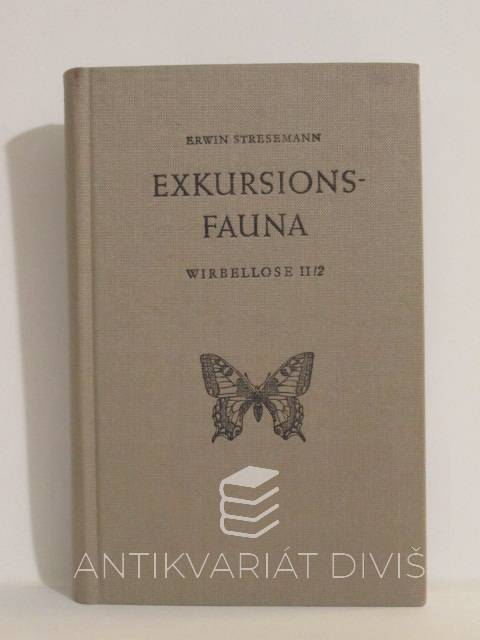 ERWIN STRESEMANN
EXKURSIONS-
FAUNA
WIRBELLOSE II/2
ANTIKVARIÁT DIVIŠ